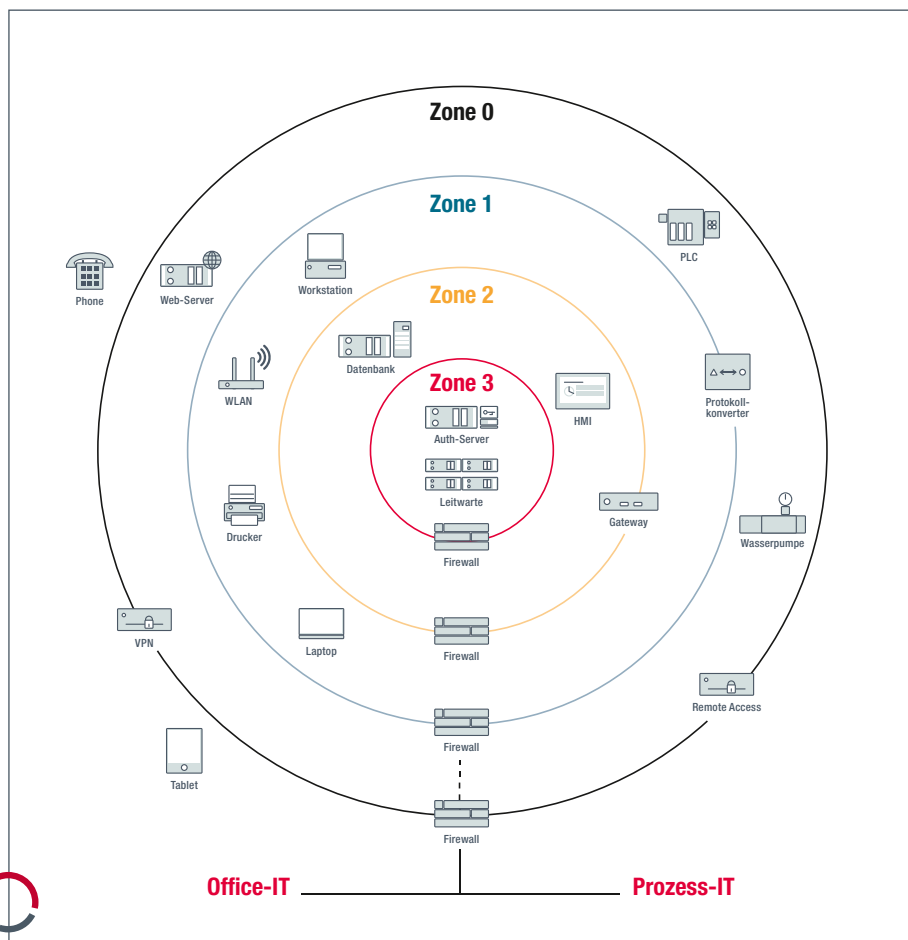 Zone 0
Zone 1
PLC
Phone
Web-Server
Workstation
Zone 2
Datenbank
Zone 3
WLAN
HMI
Protokoll-
konverter
Auth-Server
Leitwarte
Drucker
Gateway
Wasserpumpe
Firewall
VPN
Laptop
Firewall
Remote Access
Firewall
Tablet
Firewall
Office-IT
Prozess-IT